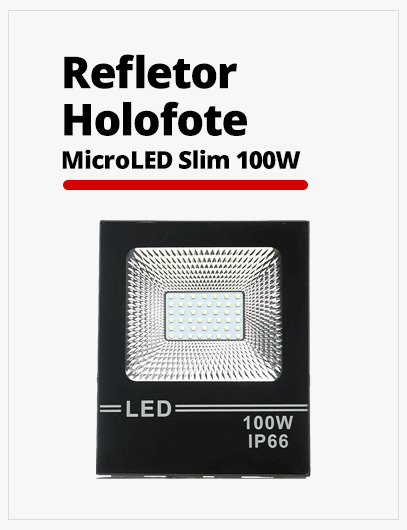 Refletor
Holofote
MicroLED Slim 100W
LED
100W
IP66